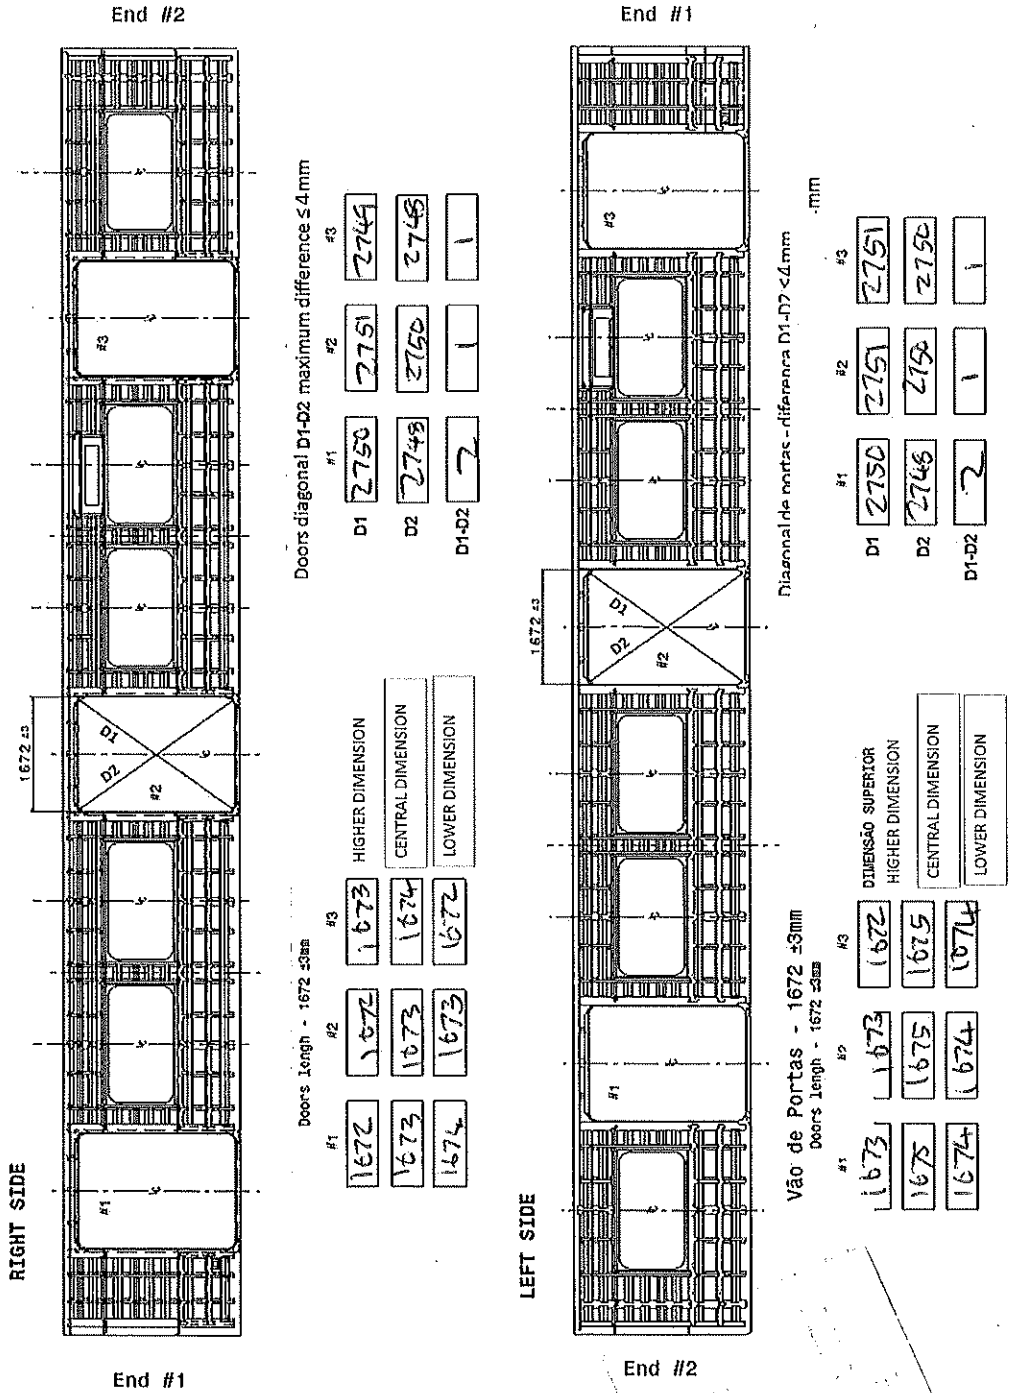 RIGHT SIDE
End #1
End #2
1672 ±3
#1
D2
D1
#2
#3
Doors lengh - 1672 ±3mm
#1 #2 #3
1672 1672 1673 HIGHER DIMENSION
1673 1673 1674 CENTRAL DIMENSION
1674 1673 1672 LOWER DIMENSION
Doors diagonal D1-D2 maximum difference ≤ 4mm
#1 #2 #3
D1 2750 2751 2749
D2 2748 2750 2748
D1-D2 2 1 1
LEFT SIDE
End #2
End #1
1672 ±3
#1
D2
D1
#2
#3
Vão de Portas - 1672 ±3mm
Doors lengh - 1672 ±3mm
#1 #2 #3
DIMENSÃO SUPERIOR
1673 1673 1672 HIGHER DIMENSION
1675 1675 1675 CENTRAL DIMENSION
1674 1674 1674 LOWER DIMENSION
Diagonal de portas - diferença D1-D2 <4mm
-mm
#1 #2 #3
D1 2750 2751 2751
D2 2748 2750 2750
D1-D2 2 1 1